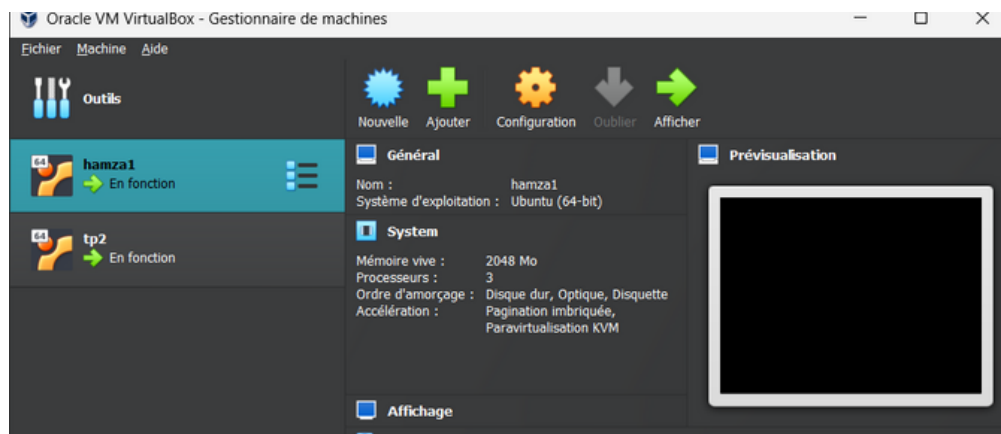 Oracle VM VirtualBox - Gestionnaire de machines
Fichier Machine Aide
Outils
Nouvelle Ajouter Configuration Oublier Afficher
64
hamza1
En fonction
64
tp2
En fonction
Général
Nom : hamza1
Système d'exploitation : Ubuntu (64-bit)
System
Mémoire vive : 2048 Mo
Processeurs : 3
Ordre d'amorçage : Disque dur, Optique, Disquette
Accélération : Pagination imbriquée,
Paravirtualisation KVM
Affichage
Prévisualisation